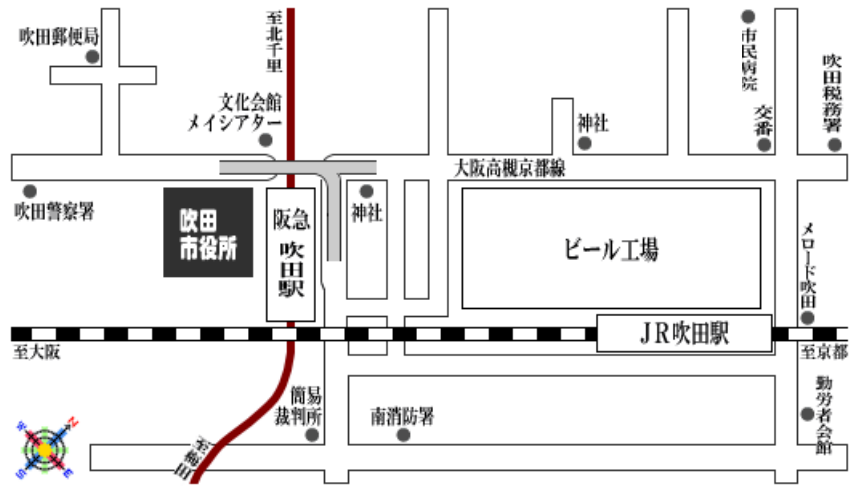 吹田郵便局
至北千里
市民病院
吹田税務署
文化会館
メイシアター
交番
神社
大阪高槻京都線
吹田警察署
吹田
市役所
阪急
吹田駅
神社
ビール工場
メロード吹田
JR吹田駅
至大阪
至京都
簡易
裁判所
南消防署
勤労者会館
至梅田
N
W
S
E